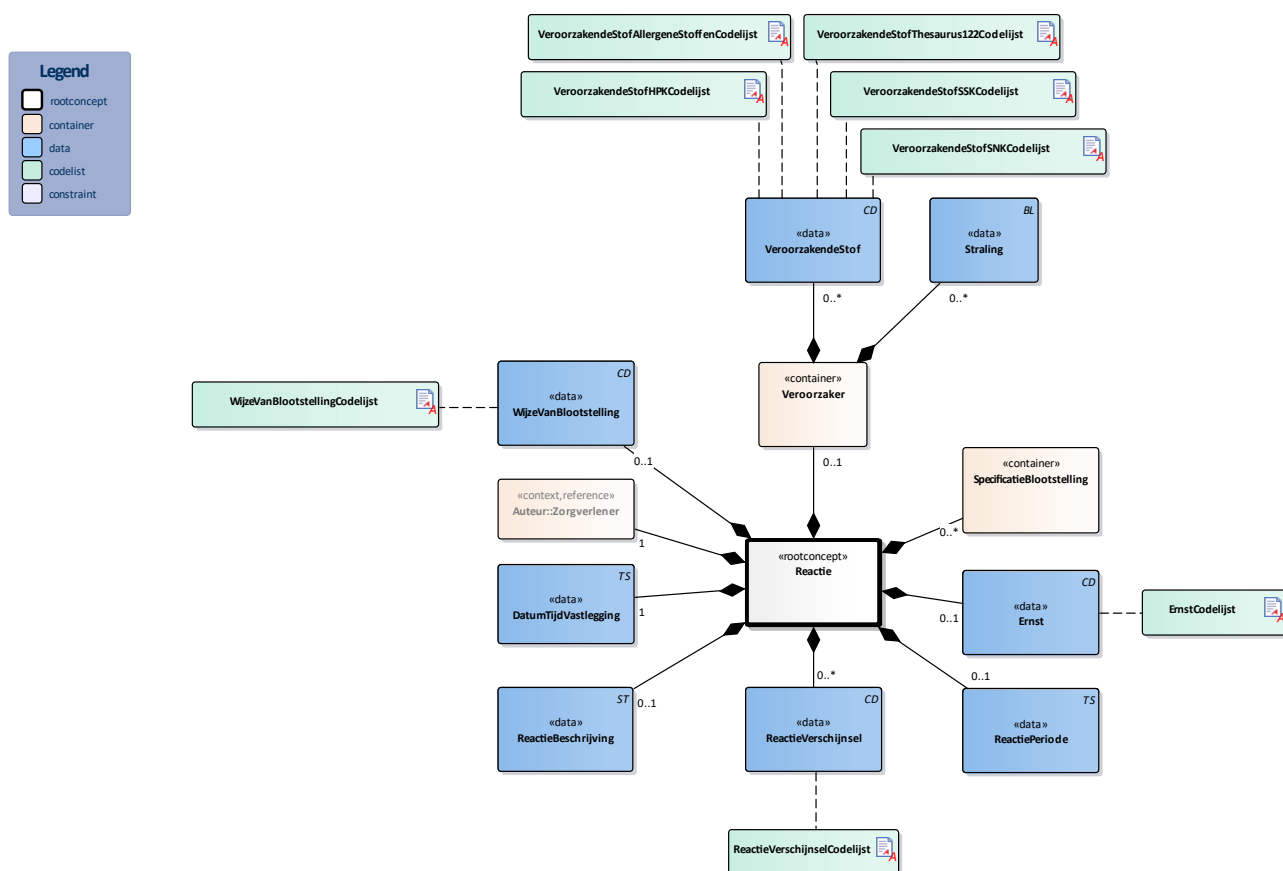 VeroorzakendeStofAllergeneStoffenCodelijst
VeroorzakendeStofThesaurus122Codelijst
Legend
rootconcept
container
data
codelist
constraint
VeroorzakendeStofHPKCodelijst
VeroorzakendeStofSSKCodelijst
VeroorzakendeStofSNKCodelijst
CD
«data»
VeroorzakendeStof
0..*
BL
«data»
Straling
0..*
«container»
Veroorzaker
0..1
WijzeVanBlootstellingCodelijst
CD
«data»
WijzeVanBlootstelling
0..1
«container»
SpecificatieBlootstelling
0..*
«context,reference»
Auteur::Zorgverlener
1
«rootconcept»
Reactie
TS
«data»
DatumTijdVastlegging
1
CD
«data»
Ernst
0..1
ErnstCodelijst
ST
«data»
ReactieBeschrijving
0..1
0..*
CD
«data»
ReactieVerschijnsel
0..1
TS
«data»
ReactiePeriode
ReactieVerschijnselCodelijst